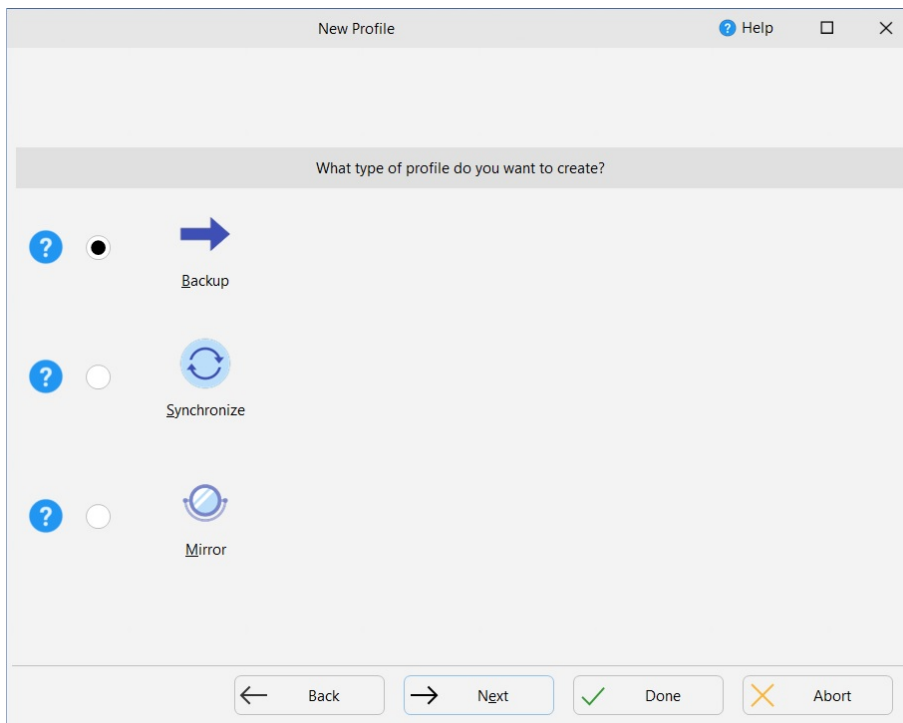 New Profile
Help
What type of profile do you want to create?
Backup
Synchronize
Mirror
Back
Next
Done
Abort